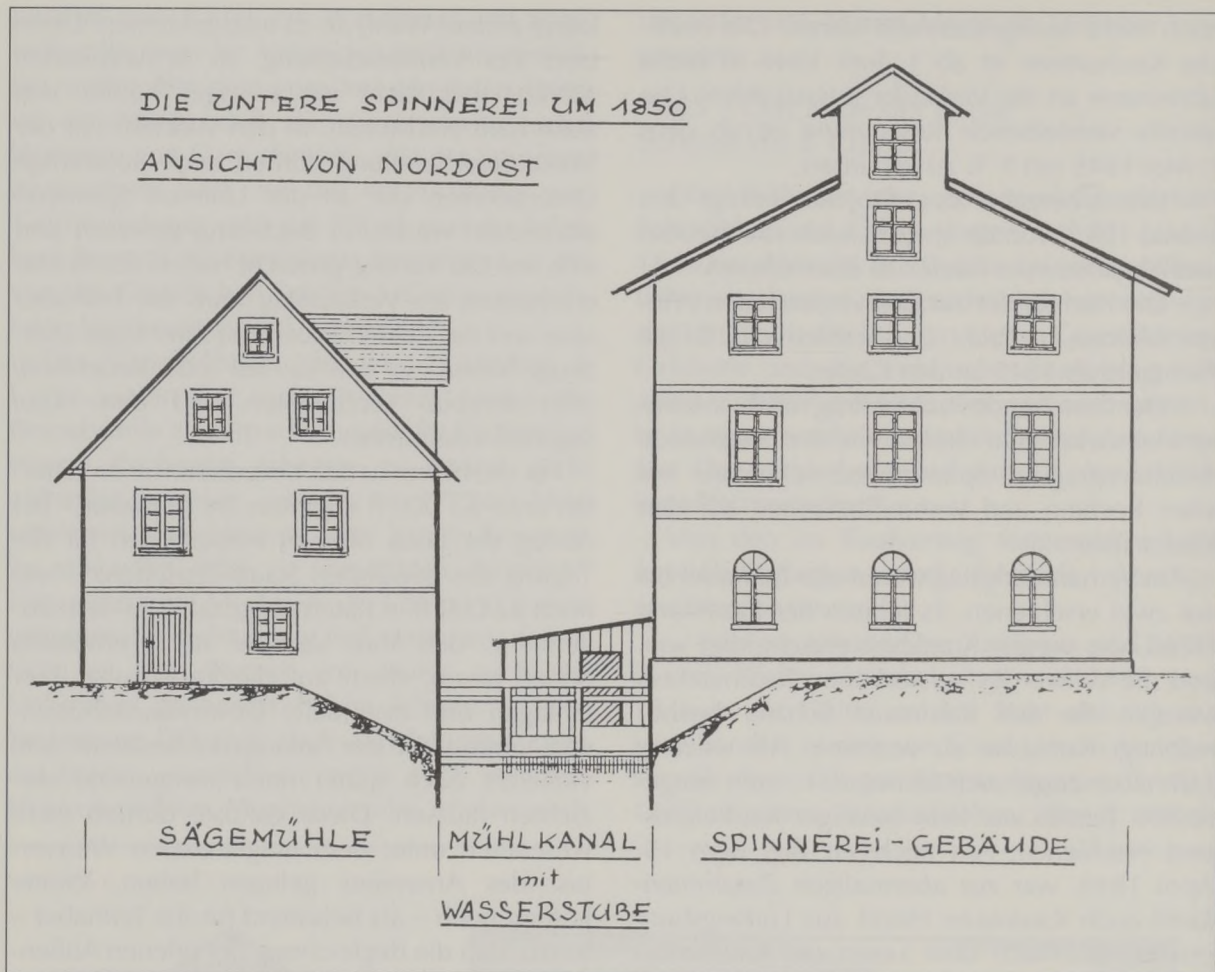 DIE UNTERE SPINNEREI UM 1850
ANSICHT VON NORDOST
SÄGEMÜHLE
MÜHLKANAL
mit
WASSERSTUBE
SPINNEREI-GEBÄUDE